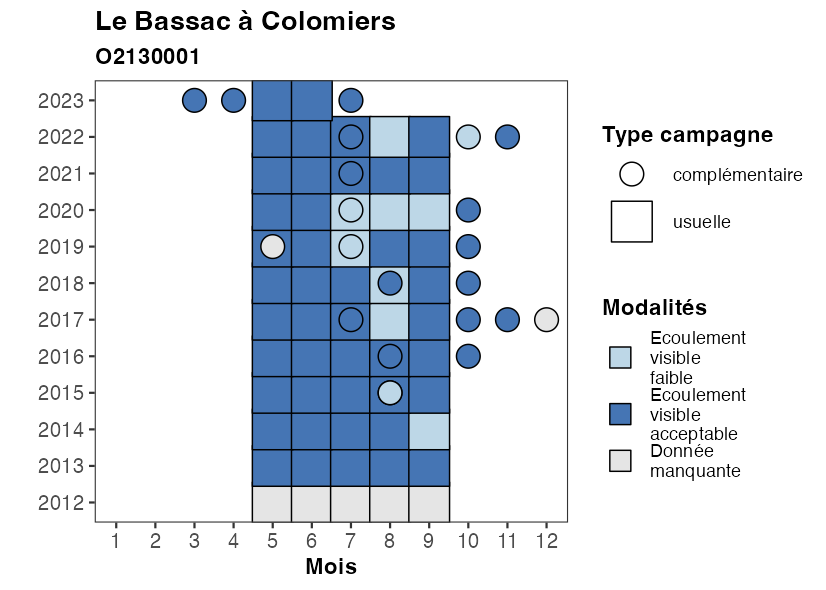 Le Bassac à Colomiers
O2130001
2023
2022
2021
2020
2019
2018
2017
2016
2015
2014
2013
2012
1 2 3 4 5 6 7 8 9 10 11 12
Mois
Type campagne
complémentaire
usuelle
Modalités
Ecoulement
visible
faible
Ecoulement
visible
acceptable
Donnée
manquante